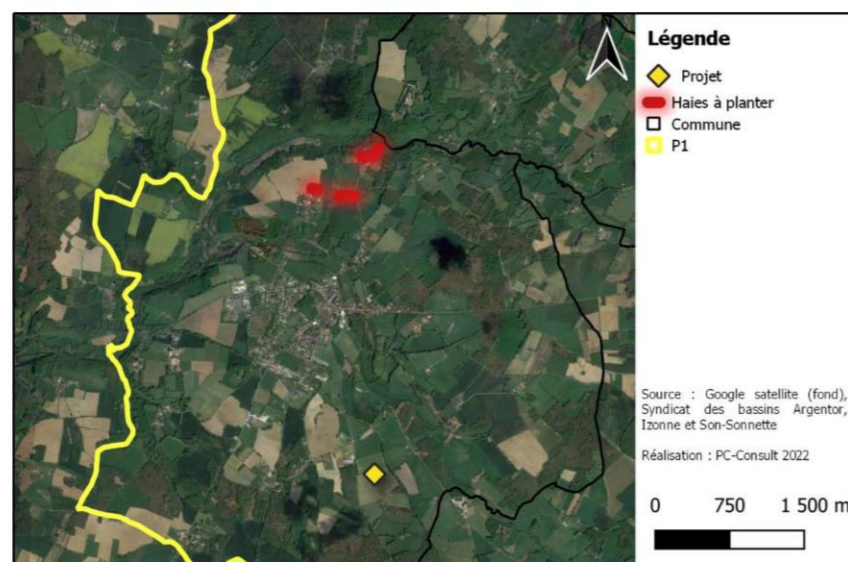 Légende
Projet
Haies à planter
Commune
P1
Source : Google satellite (fond),
Syndicat des bassins Argentor,
Izonne et Son-Sonnette
Réalisation : PC-Consult 2022
0 750 1 500 m